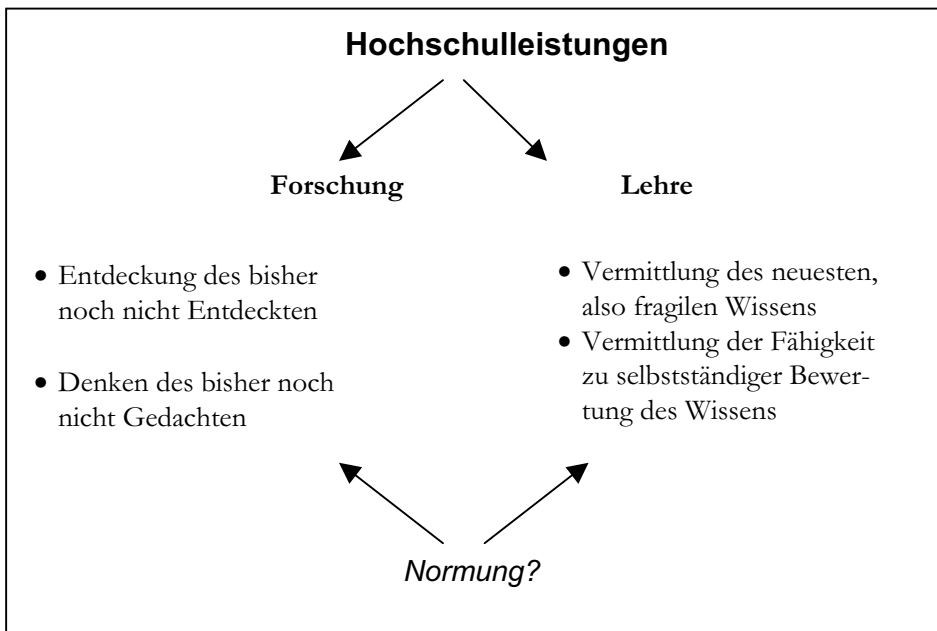 Hochschulleistungen
Forschung
Lehre
• Entdeckung des bisher
noch nicht Entdeckten
• Denken des bisher noch
nicht Gedachten
• Vermittlung des neuesten,
also fragilen Wissens
• Vermittlung der Fähigkeit
zu selbstständiger Bewer-
tung des Wissens
Normung?